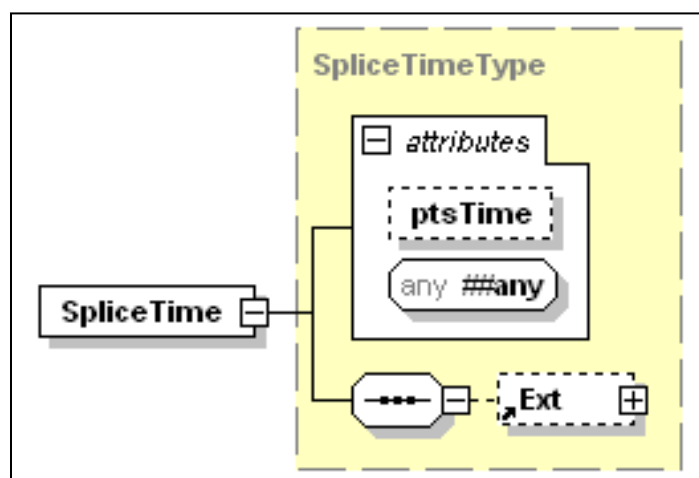 SpliceTimeType
attributes
ptsTime
any ##any
SpliceTime
Ext